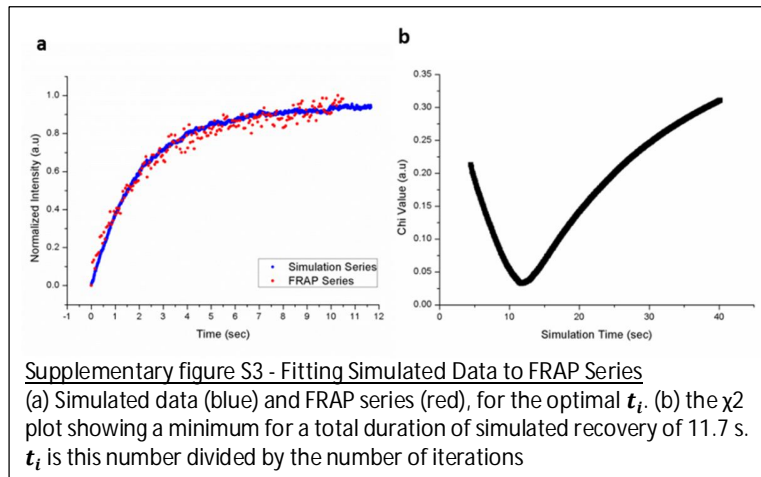 a
b
Normalized Intensity (a.u)
1.0
0.8
0.6
0.4
0.2
0.0
-1 0 1 2 3 4 5 6 7 8 9 10 11 12
Time (sec)
Simulation Series
FRAP Series
Chi Value (a.u)
0.35
0.30
0.25
0.20
0.15
0.10
0.05
0.00
0 10 20 30 40
Simulation Time (sec)
Supplementary figure S3 - Fitting Simulated Data to FRAP Series
(a) Simulated data (blue) and FRAP series (red), for the optimal tᵢ. (b) the χ2
plot showing a minimum for a total duration of simulated recovery of 11.7 s.
tᵢ is this number divided by the number of iterations